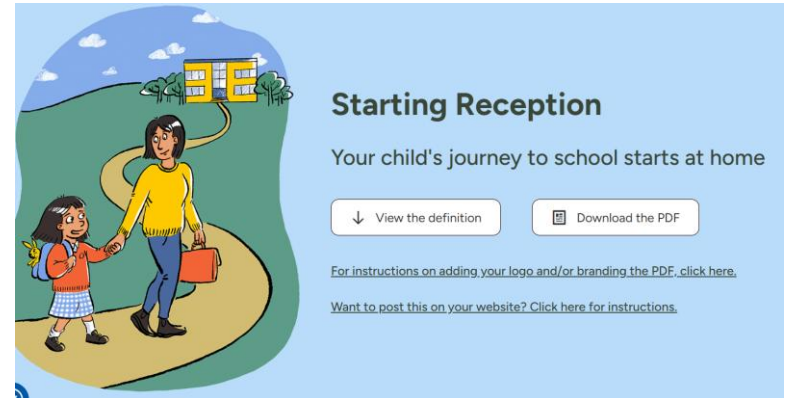 Starting Reception
Your child's journey to school starts at home
View the definition
Download the PDF
For instructions on adding your logo and/or branding the PDF, click here.
Want to post this on your website? Click here for instructions.